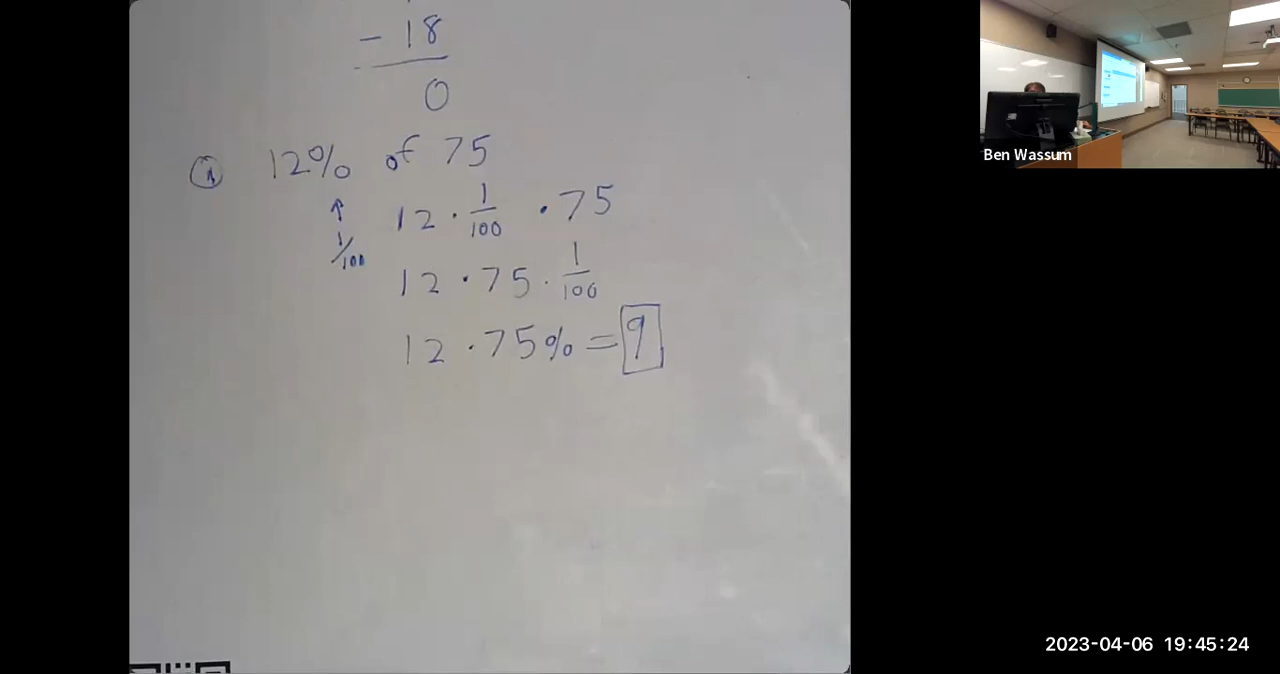 - 18
0
12% of 75
12 · 1/100 · 75
1/100
12 · 75 · 1/100
12 · 75% = 9
Ben Wassum
2023-04-06 19:45:24